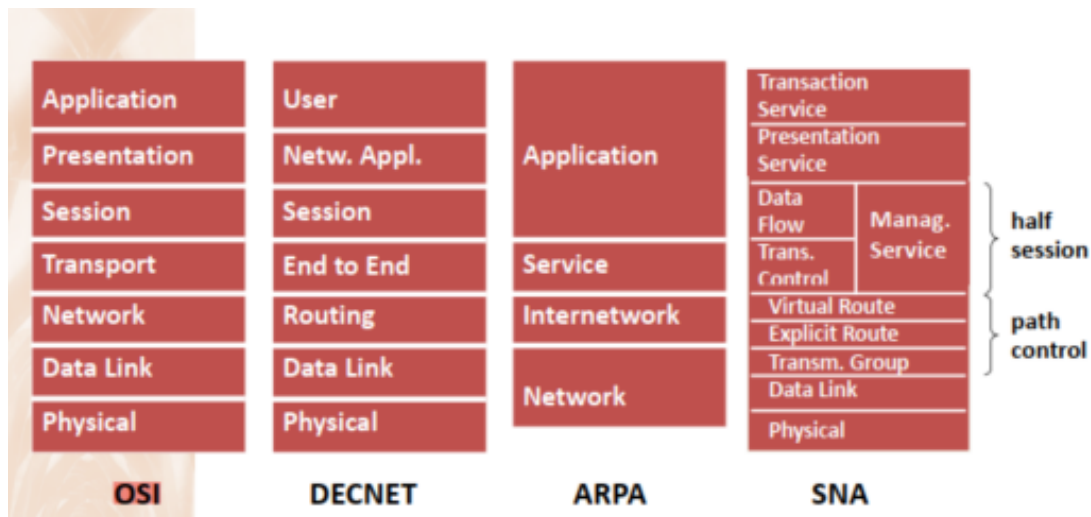 Application
Presentation
Session
Transport
Network
Data Link
Physical
OSI
User
Netw. Appl.
Session
End to End
Routing
Data Link
Physical
DECNET
Application
Service
Internetwork
Network
ARPA
Transaction
Service
Presentation
Service
Data
Flow
Trans.
Control
Manag.
Service
Virtual Route
Explicit Route
Transm. Group
Data Link
Physical
SNA
half
session
path
control